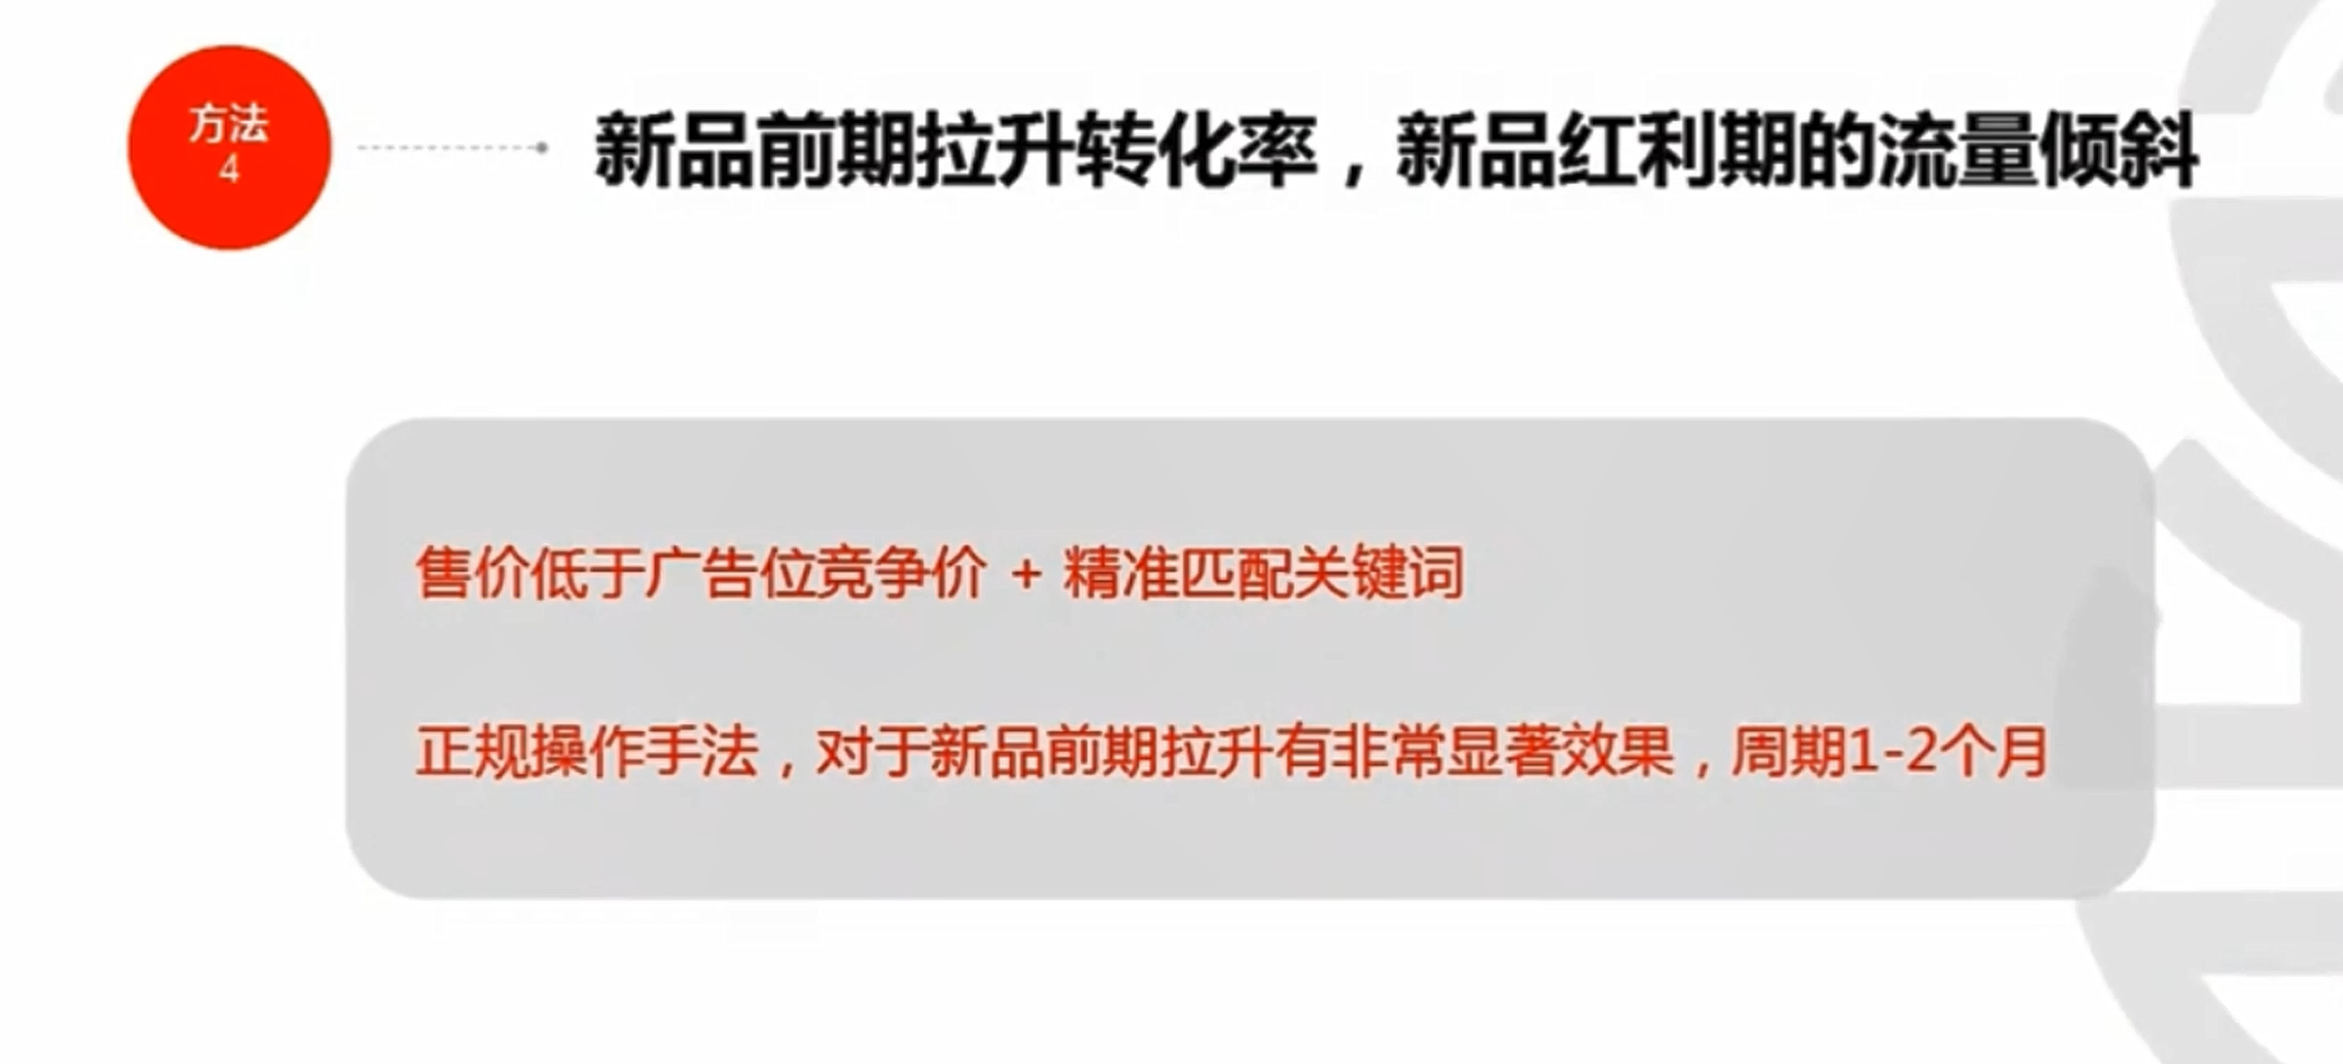 方法
4
新品前期拉升转化率，新品红利期的流量倾斜
售价低于广告位竞争价 + 精准匹配关键词
正规操作手法，对于新品前期拉升有非常显著效果，周期1-2个月